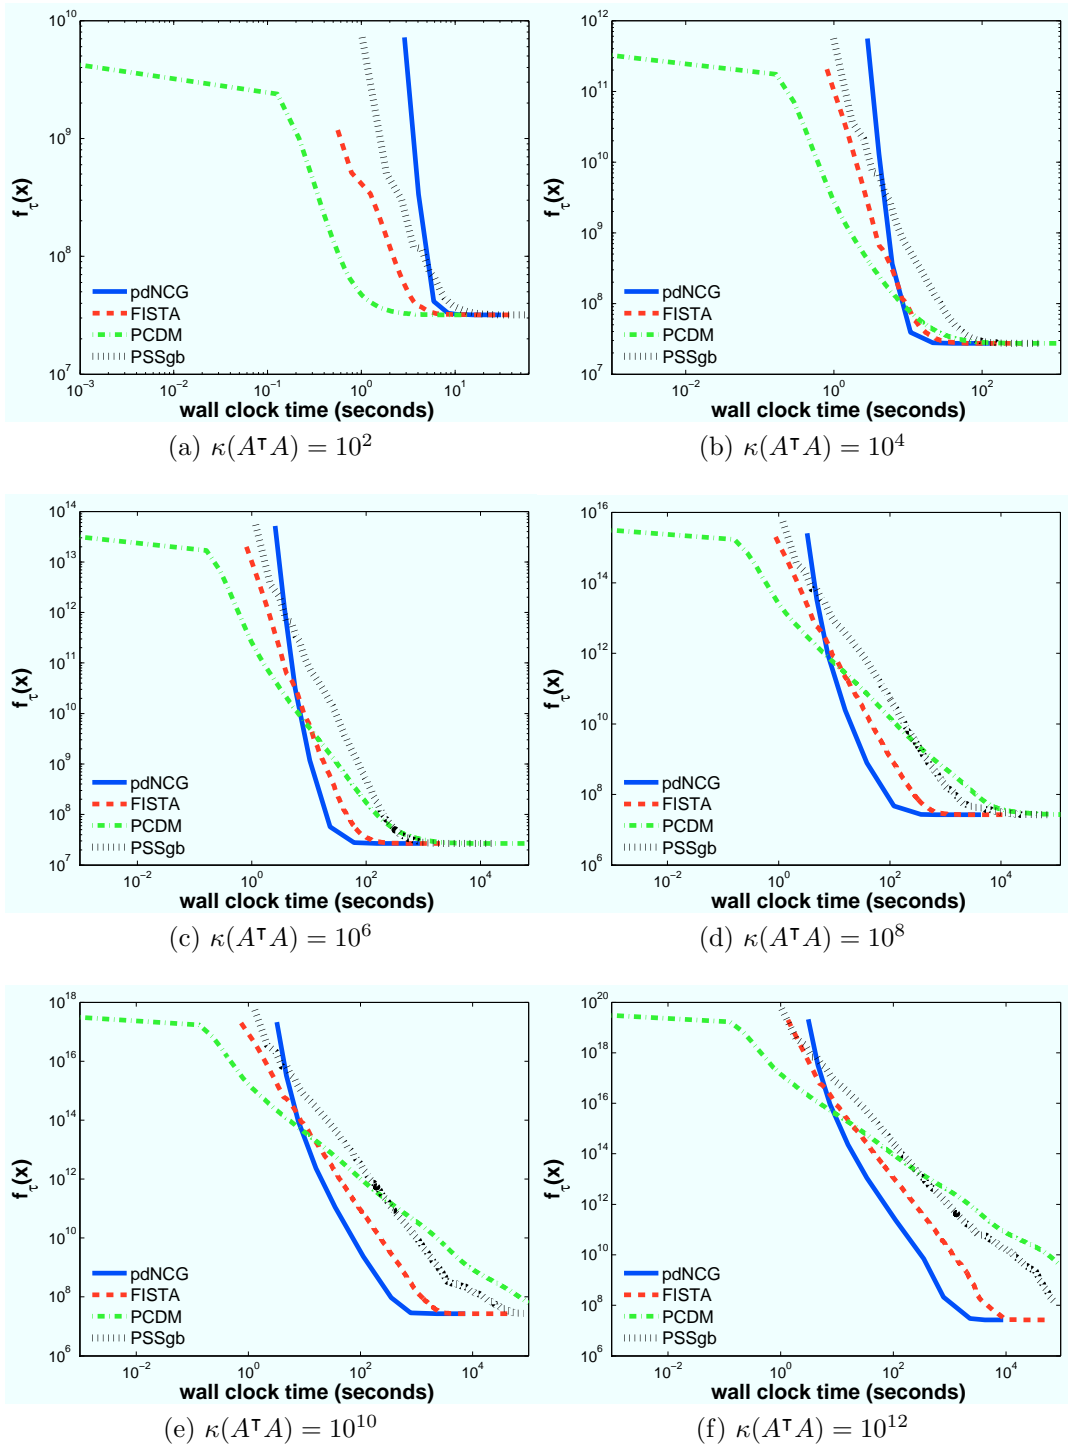 10^10
10^9
10^8
10^7
f_τ(x)
pdNCG
FISTA
PCDM
PSSgb
10^−3 10^−2 10^−1 10^0 10^1
wall clock time (seconds)
(a) κ(A^⊺A) = 10^2
10^12
10^11
10^10
10^9
10^8
10^7
f_τ(x)
pdNCG
FISTA
PCDM
PSSgb
10^−2 10^0 10^2
wall clock time (seconds)
(b) κ(A^⊺A) = 10^4
10^14
10^13
10^12
10^11
10^10
10^9
10^8
10^7
f_τ(x)
pdNCG
FISTA
PCDM
PSSgb
10^−2 10^0 10^2 10^4
wall clock time (seconds)
(c) κ(A^⊺A) = 10^6
10^16
10^14
10^12
10^10
10^8
10^6
f_τ(x)
pdNCG
FISTA
PCDM
PSSgb
10^−2 10^0 10^2 10^4
wall clock time (seconds)
(d) κ(A^⊺A) = 10^8
10^18
10^16
10^14
10^12
10^10
10^8
10^6
f_τ(x)
pdNCG
FISTA
PCDM
PSSgb
10^−2 10^0 10^2 10^4
wall clock time (seconds)
(e) κ(A^⊺A) = 10^10
10^20
10^18
10^16
10^14
10^12
10^10
10^8
10^6
f_τ(x)
pdNCG
FISTA
PCDM
PSSgb
10^−2 10^0 10^2 10^4
wall clock time (seconds)
(f) κ(A^⊺A) = 10^12